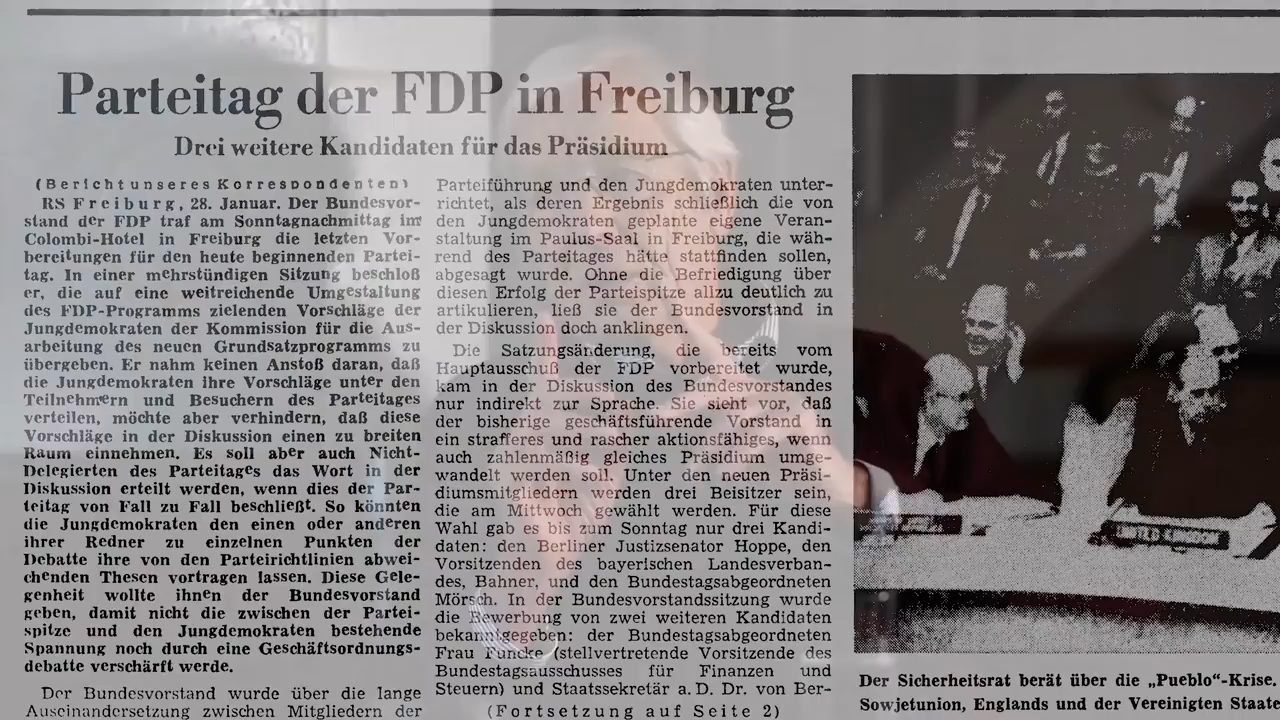 Parteitag der FDP in Freiburg
Drei weitere Kandidaten für das Präsidium
(Bericht unseres Korrespondenten)
RS Freiburg, 28. Januar. Der Bundesvor-
stand der FDP traf am Sonntagnachmittag im
Colombi-Hotel in Freiburg die letzten Vor-
bereitungen für den heute beginnenden Partei-
tag. In einer mehrstündigen Sitzung beschloß
er, die auf eine weitreichende Umgestaltung
des FDP-Programms zielenden Vorschläge der
Jungdemokraten der Kommission für die Aus-
arbeitung des neuen Grundsatzprogramms zu
übergeben. Er nahm keinen Anstoß daran, daß
die Jungdemokraten ihre Vorschläge unter den
Teilnehmern und Besuchern des Parteitages
verteilen, möchte aber verhindern, daß diese
Vorschläge in der Diskussion einen zu breiten
Raum einnehmen. Es soll aber auch Nicht-
Delegierten des Parteitages das Wort in der
Diskussion erteilt werden, wenn dies der Par-
teitag von Fall zu Fall beschließt. So könnten
die Jungdemokraten den einen oder anderen
ihrer Redner zu einzelnen Punkten der
Debatte ihre von den Parteirichtlinien abwei-
chenden Thesen vortragen lassen. Diese Gele-
genheit wollte ihnen der Bundesvorstand
geben, damit nicht die zwischen der Partei-
spitze und den Jungdemokraten bestehende
Spannung noch durch eine Geschäftsordnungs-
debatte verschärft werde.
Der Bundesvorstand wurde über die lange
Auseinandersetzung zwischen Mitgliedern der
Parteiführung und den Jungdemokraten unter-
richtet, als deren Ergebnis schließlich die von
den Jungdemokraten geplante eigene Veran-
staltung im Paulus-Saal in Freiburg, die wäh-
rend des Parteitages hätte stattfinden sollen,
abgesagt wurde. Ohne die Befriedigung über
diesen Erfolg der Parteispitze allzu deutlich zu
artikulieren, ließ sie der Bundesvorstand in
der Diskussion doch anklingen.
Die Satzungsänderung, die bereits vom
Hauptausschuß der FDP vorbereitet wurde,
kam in der Diskussion des Bundesvorstandes
nur indirekt zur Sprache. Sie sieht vor, daß
der bisherige geschäftsführende Vorstand in
ein strafferes und rascher aktionsfähiges, wenn
auch zahlenmäßig gleiches Präsidium umge-
wandelt werden soll. Unter den neuen Präsi-
diumsmitgliedern werden drei Beisitzer sein,
die am Mittwoch gewählt werden. Für diese
Wahl gab es bis zum Sonntag nur drei Kandi-
daten: den Berliner Justizsenator Hoppe, den
Vorsitzenden des bayerischen Landesverban-
des, Bahner, und den Bundestagsabgeordneten
Mörsch. In der Bundesvorstandssitzung wurde
die Bewerbung von zwei weiteren Kandidaten
bekanntgegeben: der Bundestagsabgeordneten
Frau Funcke (stellvertretende Vorsitzende des
Bundestagsausschusses für Finanzen und
Steuern) und Staatssekretär a. D. Dr. von Ber-
(Fortsetzung auf Seite 2)
UNITED KINGDOM
Der Sicherheitsrat berät über die „Pueblo“-Krise.
Sowjetunion, Englands und der Vereinigten Staate